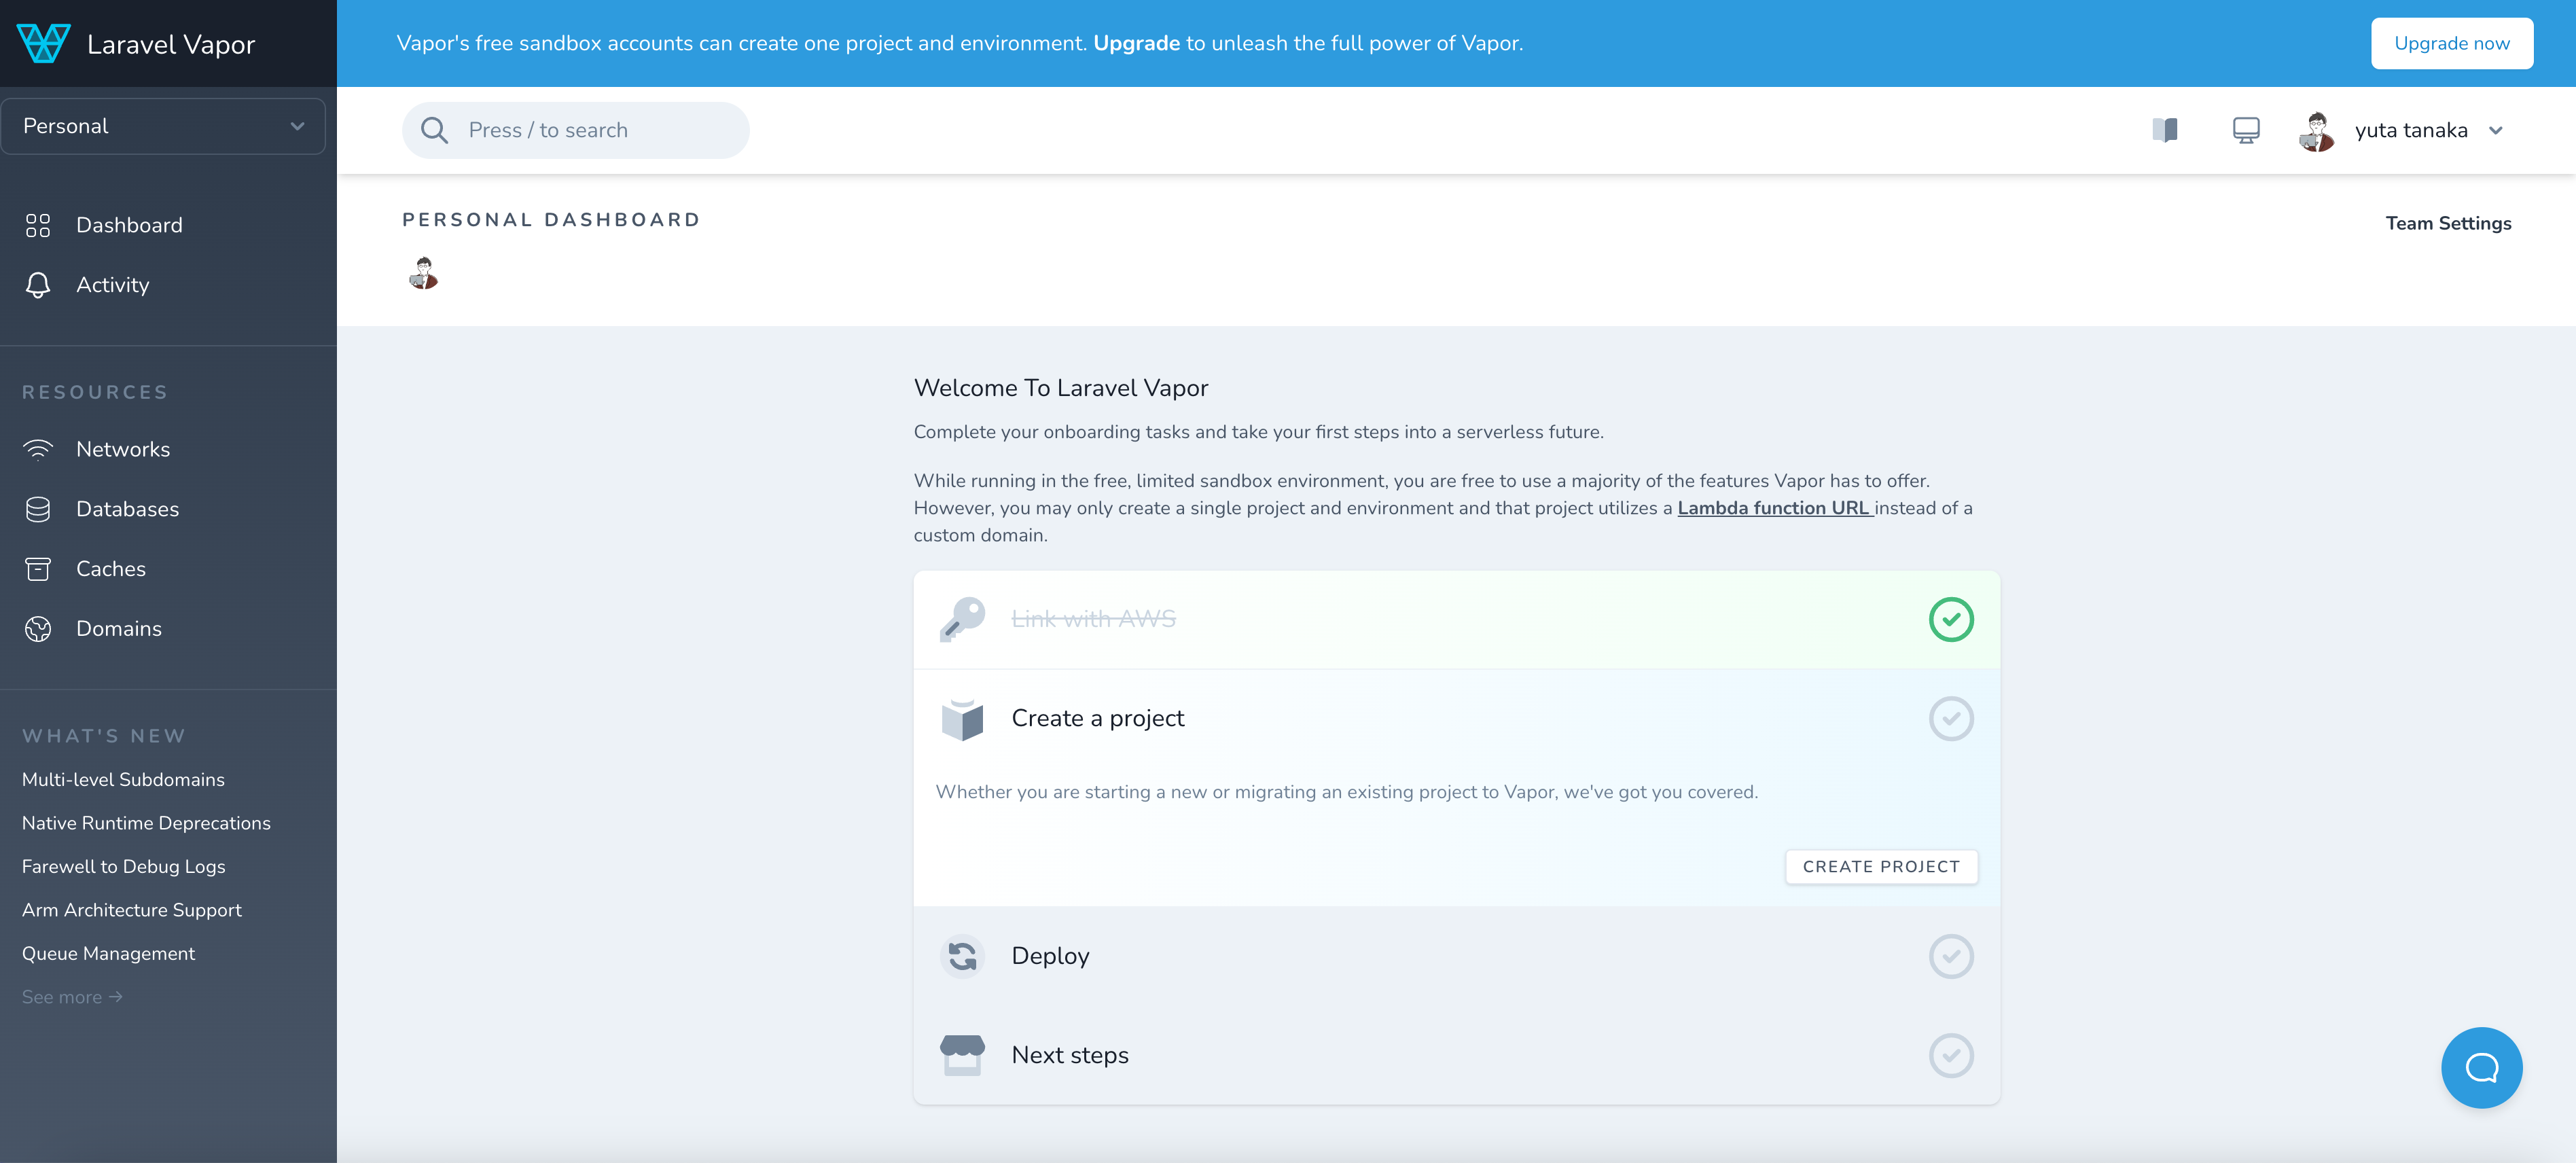 Laravel Vapor
Vapor's free sandbox accounts can create one project and environment. Upgrade to unleash the full power of Vapor.
Upgrade now
Personal
Press / to search
yuta tanaka
Dashboard
Activity
RESOURCES
Networks
Databases
Caches
Domains
WHAT'S NEW
Multi-level Subdomains
Native Runtime Deprecations
Farewell to Debug Logs
Arm Architecture Support
Queue Management
See more →
PERSONAL DASHBOARD
Team Settings
Welcome To Laravel Vapor
Complete your onboarding tasks and take your first steps into a serverless future.
While running in the free, limited sandbox environment, you are free to use a majority of the features Vapor has to offer.
However, you may only create a single project and environment and that project utilizes a Lambda function URL instead of a
custom domain.
Link with AWS
Create a project
Whether you are starting a new or migrating an existing project to Vapor, we've got you covered.
CREATE PROJECT
Deploy
Next steps